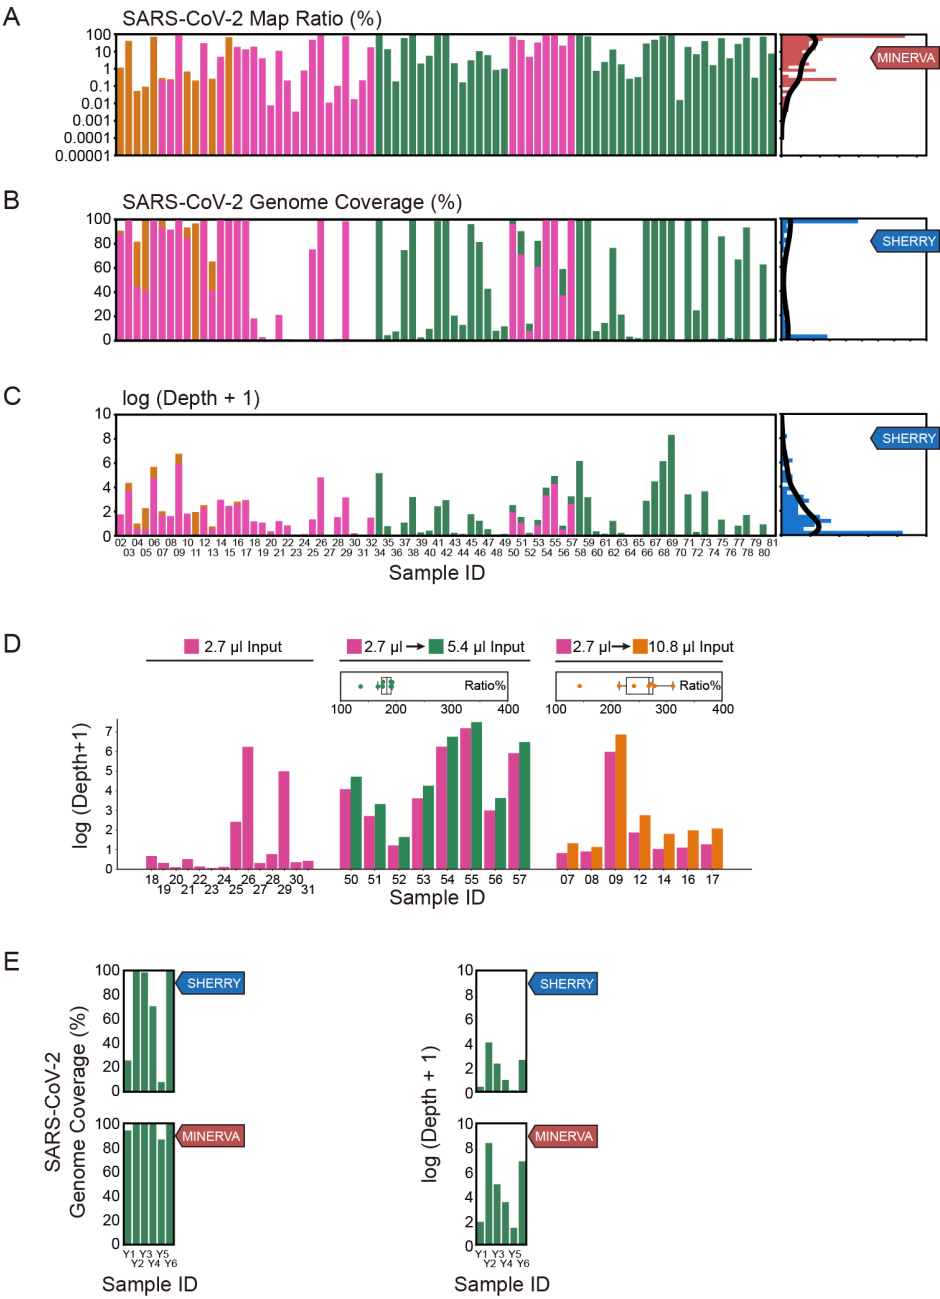 A
SARS-CoV-2 Map Ratio (%)
100
10
1
0.1
0.01
0.001
0.0001
0.00001
MINERVA
B
SARS-CoV-2 Genome Coverage (%)
100
80
60
40
20
0
SHERRY
C
log (Depth + 1)
10
8
6
4
2
0
SHERRY
02 04 06 08 10 12 14 16 18 20 22 24 26 28 30 32 34 36 38 40 42 44 46 48 50 52 54 56 58 60 62 64 66 68 70 72 74 76 78 80
03 05 07 09 11 13 15 17 19 21 23 25 27 29 31 33 35 37 39 41 43 45 47 49 51 53 55 57 59 61 63 65 67 69 71 73 75 77 79 81
Sample ID
D
2.7 µl Input
2.7 µl → 5.4 µl Input
2.7 µl → 10.8 µl Input
Ratio%
Ratio%
100 200 300 400
100 200 300 400
log (Depth+1)
7
6
5
4
3
2
1
0
18 20 22 24 26 28 30
19 21 23 25 27 29 31
50 51 52 53 54 55 56 57
07 08 09 12 14 16 17
Sample ID
E
SARS-CoV-2
Genome Coverage (%)
100
80
60
40
20
0
SHERRY
100
80
60
40
20
0
MINERVA
Y1 Y3 Y5
Y2 Y4 Y6
Sample ID
log (Depth + 1)
10
8
6
4
2
0
SHERRY
10
8
6
4
2
0
MINERVA
Y1 Y3 Y5
Y2 Y4 Y6
Sample ID